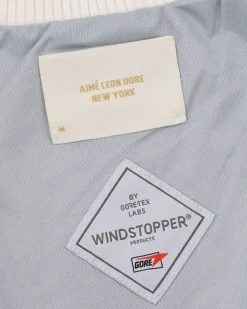 AIMÉ LEON DORE
NEW YORK
M
BY
GORE-TEX
LABS
WINDSTOPPER®
PRODUCTS
GORE